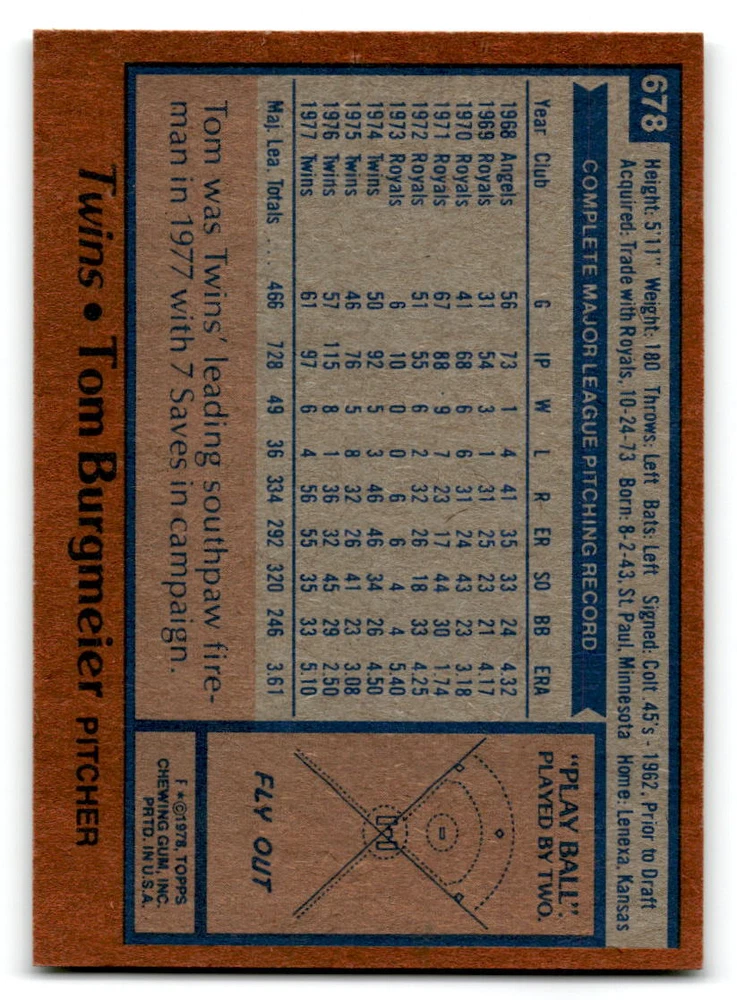 678
Height: 5'11" Weight: 180 Throws: Left Bats: Left Signed: Colt .45's - 1962, Prior to Draft
Acquired: Trade with Royals, 10-24-73 Born: 8-2-43, St. Paul, Minnesota Home: Lenexa, Kansas
COMPLETE MAJOR LEAGUE PITCHING RECORD
Year Club G IP W L R ER SO BB ERA
1968 Angels 56 73 1 4 41 35 33 24 4.32
1969 Royals 31 54 3 1 31 25 23 21 4.17
1970 Royals 41 68 6 6 31 24 43 23 3.18
1971 Royals 67 88 9 7 23 17 44 30 1.74
1972 Royals 51 55 6 2 32 26 18 33 4.25
1973 Royals 6 10 0 0 6 6 4 4 5.40
1974 Twins 50 92 5 3 46 46 34 26 4.50
1975 Twins 46 76 5 8 32 26 41 23 3.08
1976 Twins 57 115 8 1 36 32 45 29 2.50
1977 Twins 61 97 6 4 56 55 35 33 5.10
Maj. Lea. Totals .... 466 728 49 36 334 292 320 246 3.61
Tom was Twins' leading southpaw fire-
man in 1977 with 7 Saves in campaign.
"PLAY BALL"
PLAYED BY TWO.
FLY OUT
F*©1978, TOPPS
CHEWING GUM, INC.
PRTD. IN U.S.A.
Twins • Tom Burgmeier PITCHER